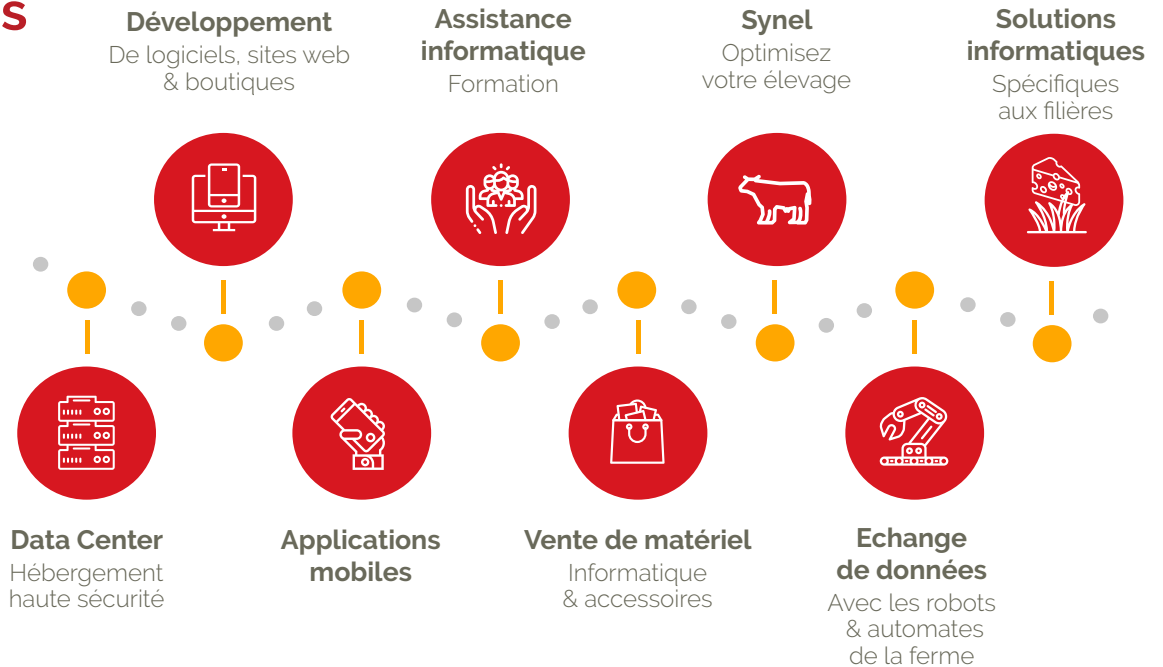 S
Développement
De logiciels, sites web
& boutiques
Assistance
informatique
Formation
Synel
Optimisez
votre élevage
Solutions
informatiques
Spécifiques
aux filières
Data Center
Hébergement
haute sécurité
Applications
mobiles
Vente de matériel
Informatique
& accessoires
Echange
de données
Avec les robots
& automates
de la ferme